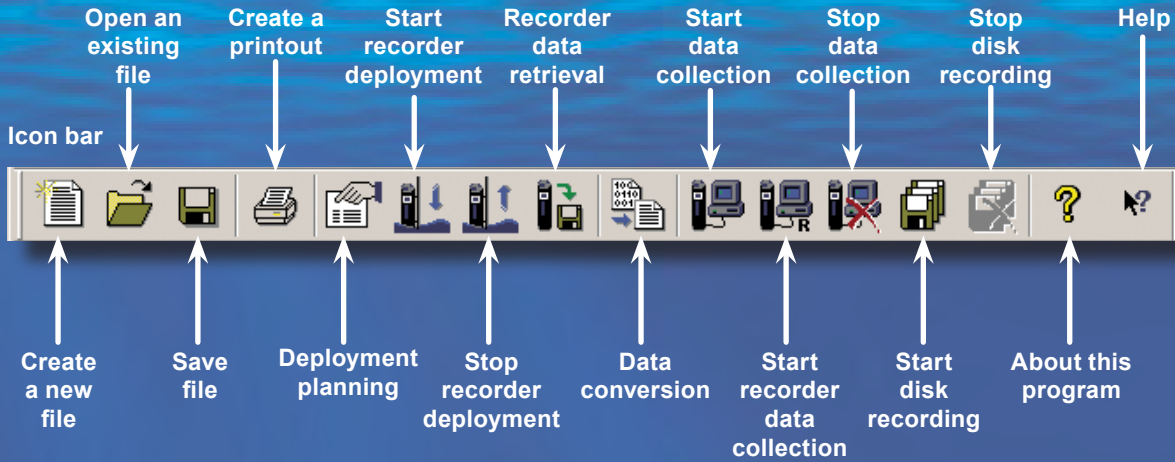 Open an
existing
file
Create a
printout
Start
recorder
deployment
Recorder
data
retrieval
Start
data
collection
Stop
data
collection
Stop
disk
recording
Help
Icon bar
R
?
?
Create
a new
file
Save
file
Deployment
planning
Stop
recorder
deployment
Data
conversion
Start
recorder
data
collection
Start
disk
recording
About this
program